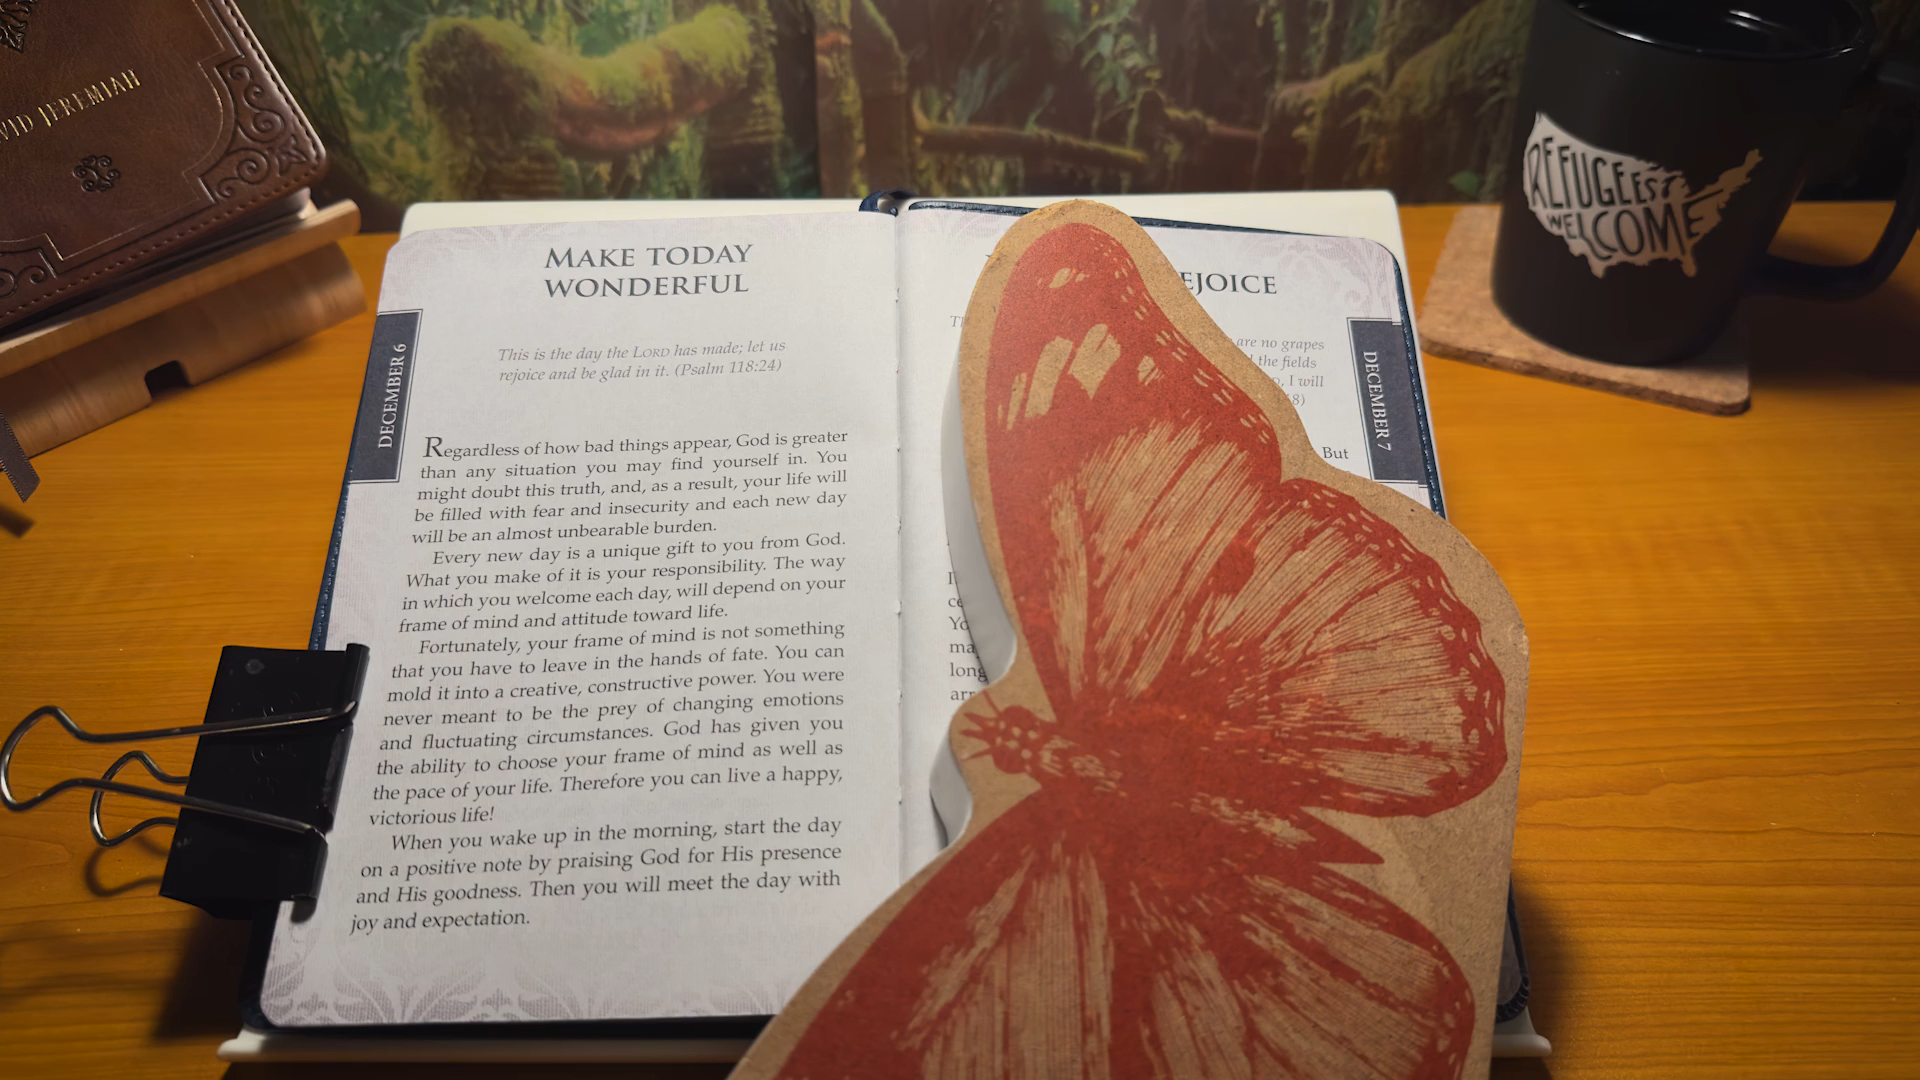 JEREMIAH
REFUGEES
WELCOME
MAKE TODAY
WONDERFUL
DECEMBER 6
This is the day the LORD has made; let us
rejoice and be glad in it. (Psalm 118:24)
Regardless of how bad things appear, God is greater
than any situation you may find yourself in. You
might doubt this truth, and, as a result, your life will
be filled with fear and insecurity and each new day
will be an almost unbearable burden.
Every new day is a unique gift to you from God.
What you make of it is your responsibility. The way
in which you welcome each day, will depend on your
frame of mind and attitude toward life.
Fortunately, your frame of mind is not something
that you have to leave in the hands of fate. You can
mold it into a creative, constructive power. You were
never meant to be the prey of changing emotions
and fluctuating circumstances. God has given you
the ability to choose your frame of mind as well as
the pace of your life. Therefore you can live a happy,
victorious life!
When you wake up in the morning, start the day
on a positive note by praising God for His presence
and His goodness. Then you will meet the day with
joy and expectation.
EJOICE
are no grapes
the fields
I will
DECEMBER 7
But
long